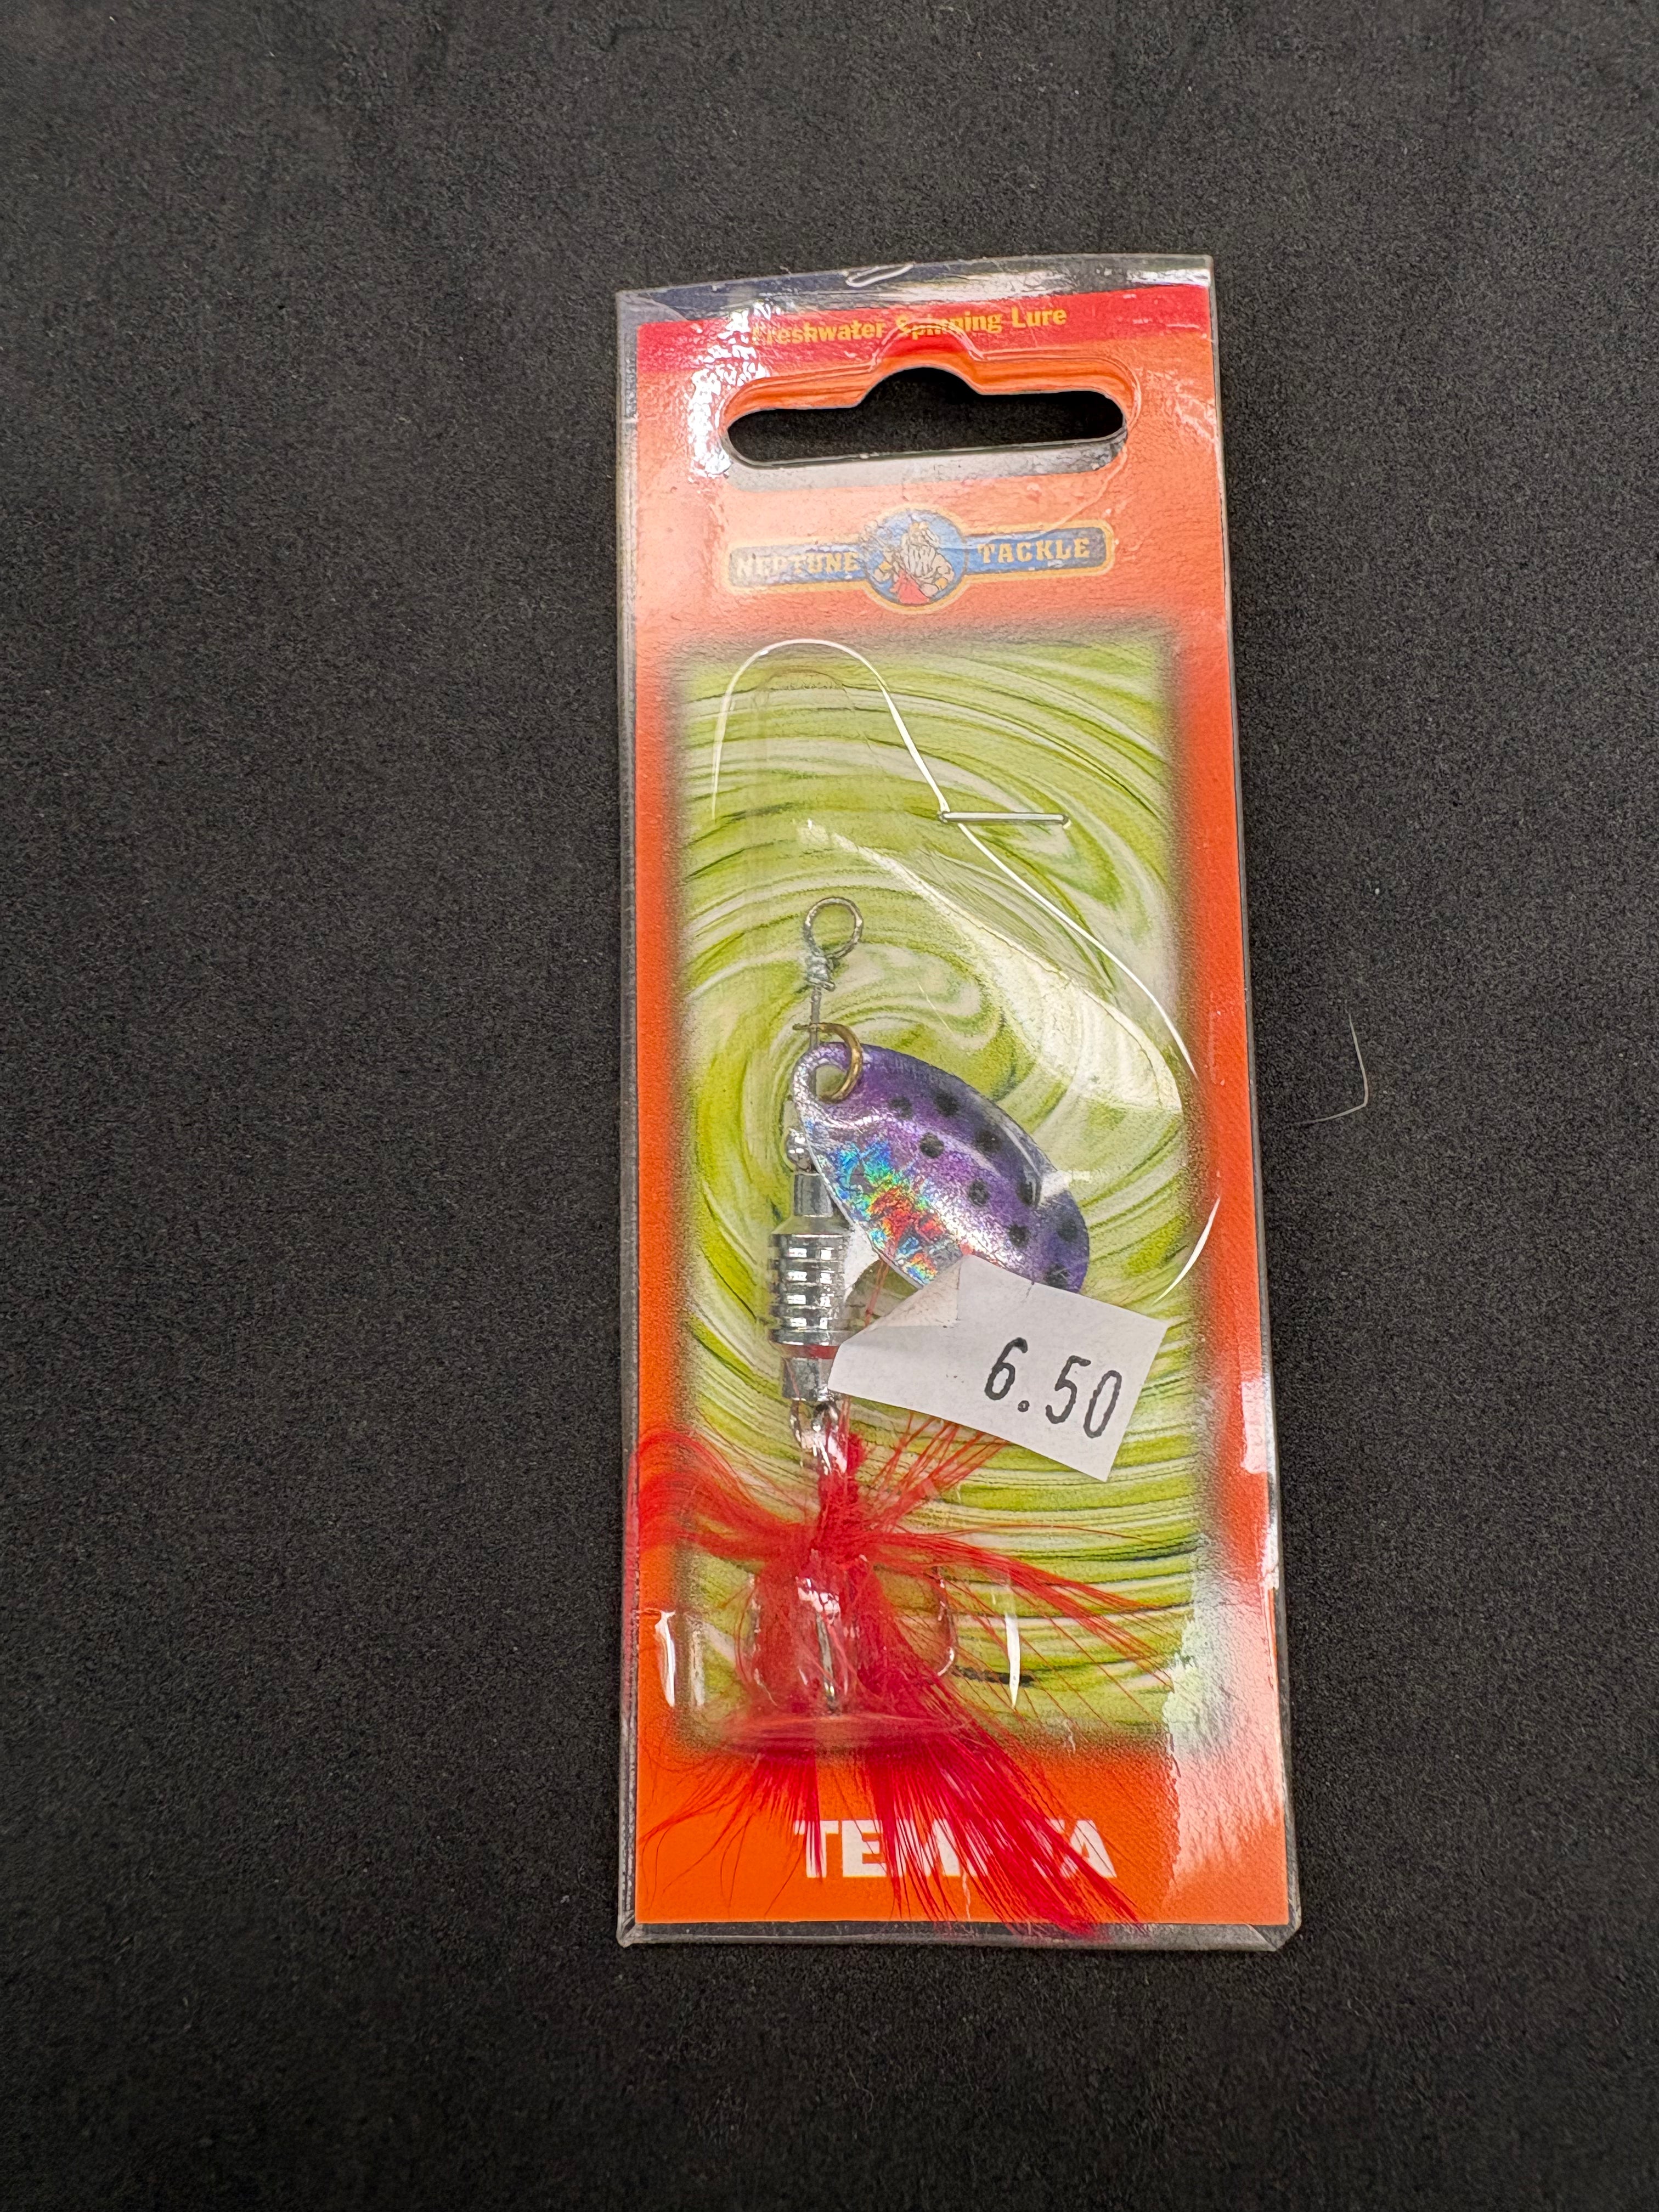 Freshwater Spinning Lure
NEPTUNE TACKLE
6.50